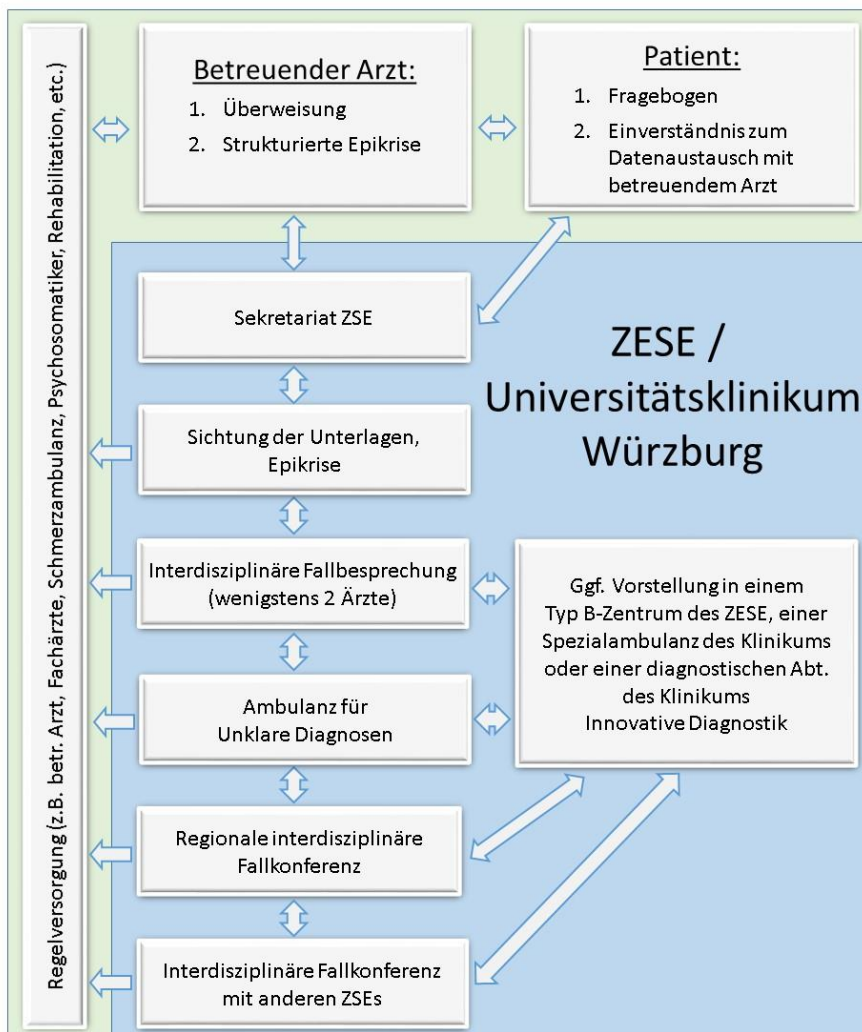 Regelversorgung (z.B. betr. Arzt, Fachärzte, Schmerzambulanz, Psychosomatiker, Rehabilitation, etc.)
Betreuender Arzt:
1. Überweisung
2. Strukturierte Epikrise
Patient:
1. Fragebogen
2. Einverständnis zum
Datenaustausch mit
betreuendem Arzt
Sekretariat ZSE
ZESE /
Universitätsklinikum
Würzburg
Sichtung der Unterlagen,
Epikrise
Interdisziplinäre Fallbesprechung
(wenigstens 2 Ärzte)
Ggf. Vorstellung in einem
Typ B-Zentrum des ZESE, einer
Spezialambulanz des Klinikums
oder einer diagnostischen Abt.
des Klinikums
Innovative Diagnostik
Ambulanz für
Unklare Diagnosen
Regionale interdisziplinäre
Fallkonferenz
Interdisziplinäre Fallkonferenz
mit anderen ZSEs